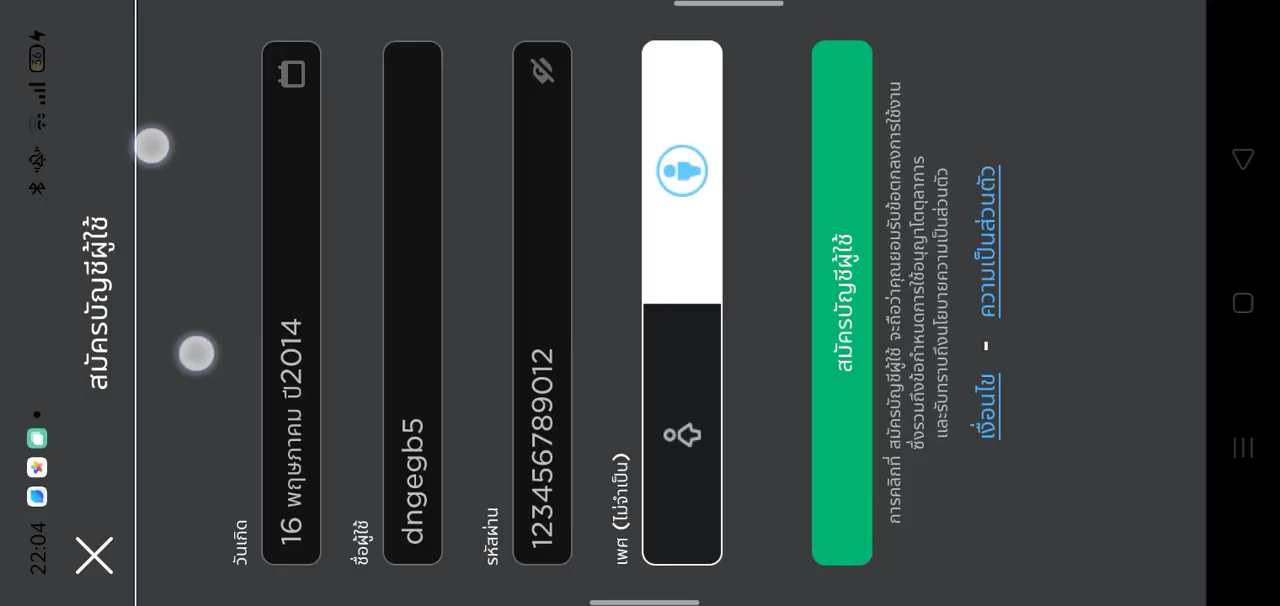 22:04
36
สมัครบัญชีผู้ใช้
วันเกิด
16 พฤษภาคม ปี2014
ชื่อผู้ใช้
dngegb5
รหัสผ่าน
123456789012
เพศ (ไม่จำเป็น)
สมัครบัญชีผู้ใช้
การคลิกที่ สมัครบัญชีผู้ใช้ จะถือว่าคุณยอมรับข้อตกลงการใช้งาน
ซึ่งรวมถึงข้อกำหนดการใช้อนุญาโตตุลาการ
และรับทราบถึงนโยบายความเป็นส่วนตัว
เงื่อนไข - ความเป็นส่วนตัว